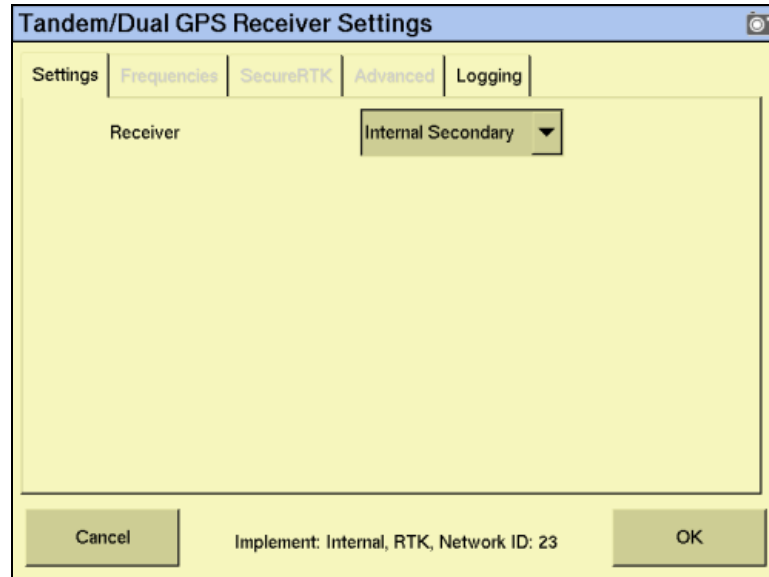 Tandem/Dual GPS Receiver Settings
Settings Frequencies SecureRTK Advanced Logging
Receiver Internal Secondary
Cancel Implement: Internal, RTK, Network ID: 23 OK